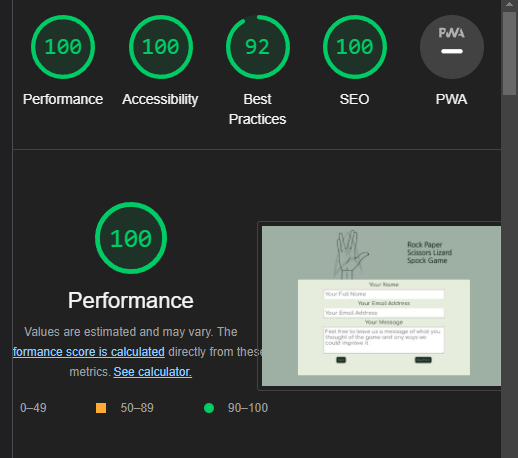 100 100 92 100 PWA
Performance Accessibility Best Practices SEO PWA
100
Performance
Values are estimated and may vary. The
formance score is calculated directly from these
metrics. See calculator.
0–49 50–89 90–100
Rock Paper
Scissors Lizard
Spock Game
Your Name
Your Full Name
Your Email Address
Your Email Address
Your Message
Feel free to leave us a message of what you
thought of the game and any ways we
could improve it